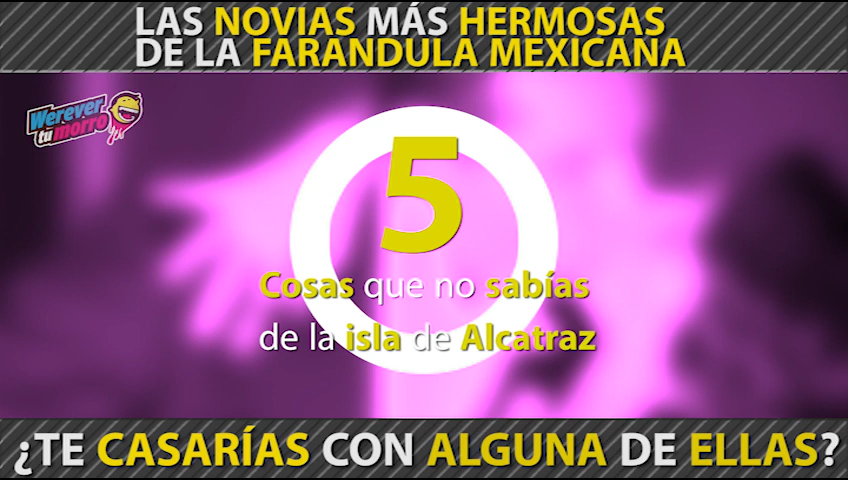 LAS NOVIAS MÁS HERMOSAS
DE LA FARANDULA MEXICANA
Werever
tu morro
5
Cosas que no sabías
de la isla de Alcatraz
¿TE CASARÍAS CON ALGUNA DE ELLAS?